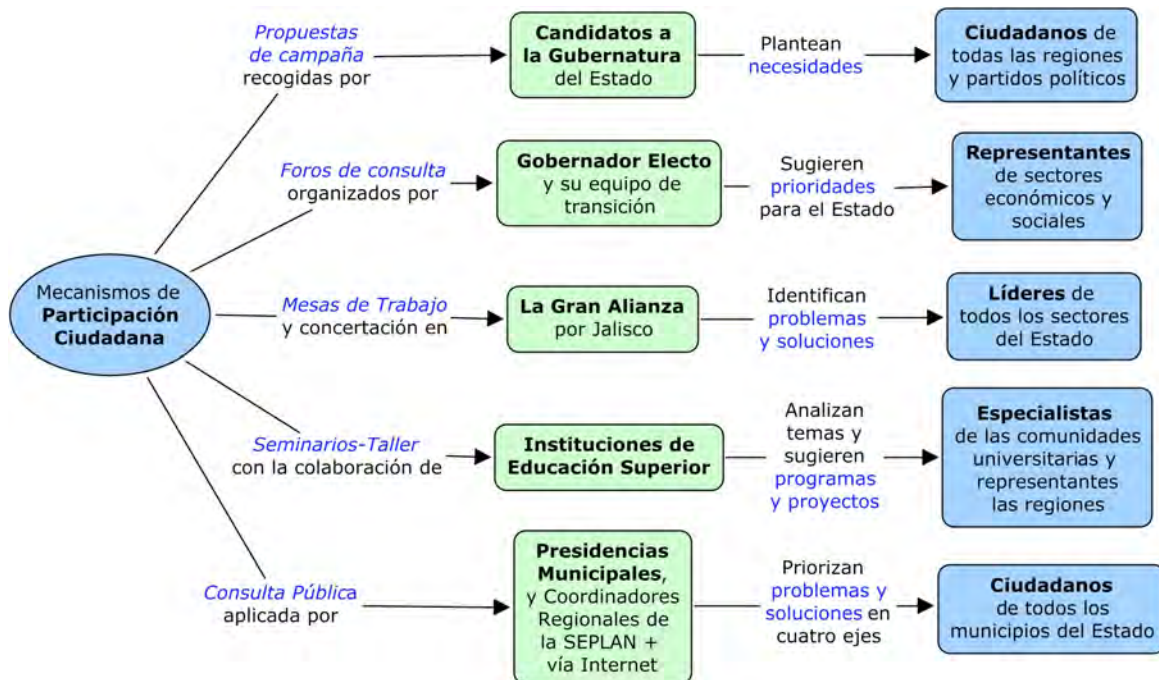 Propuestas
de campaña
recogidas por
Candidatos a
la Gubernatura
del Estado
Plantean
necesidades
Ciudadanos de
todas las regiones
y partidos políticos
Foros de consulta
organizados por
Gobernador Electo
y su equipo de
transición
Sugieren
prioridades
para el Estado
Representantes
de sectores
económicos y
sociales
Mecanismos de
Participación
Ciudadana
Mesas de Trabajo
y concertación en
La Gran Alianza
por Jalisco
Identifican
problemas
y soluciones
Líderes de
todos los sectores
del Estado
Seminarios-Taller
con la colaboración de
Instituciones de
Educación Superior
Analizan
temas y
sugieren
programas
y proyectos
Especialistas
de las comunidades
universitarias y
representantes
las regiones
Consulta Pública
aplicada por
Presidencias
Municipales,
y Coordinadores
Regionales de
la SEPLAN +
vía Internet
Priorizan
problemas y
soluciones en
cuatro ejes
Ciudadanos
de todos los
municipios del Estado